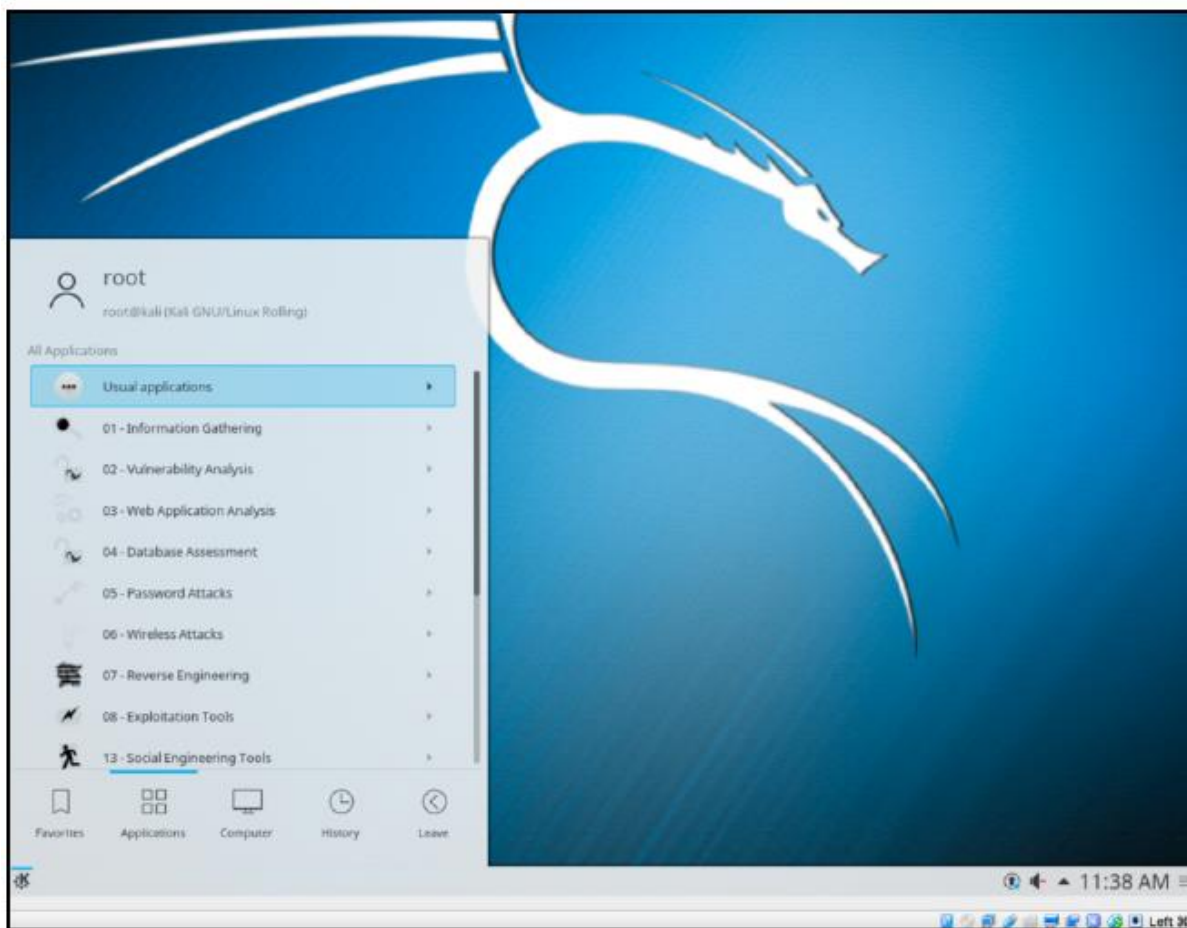 root
root@kali (Kali GNU/Linux Rolling)
All Applications
Usual applications
01 - Information Gathering
02 - Vulnerability Analysis
03 - Web Application Analysis
04 - Database Assessment
05 - Password Attacks
06 - Wireless Attacks
07 - Reverse Engineering
08 - Exploitation Tools
13 - Social Engineering Tools
Favorites Applications Computer History Leave
11:38 AM
Left ⌘